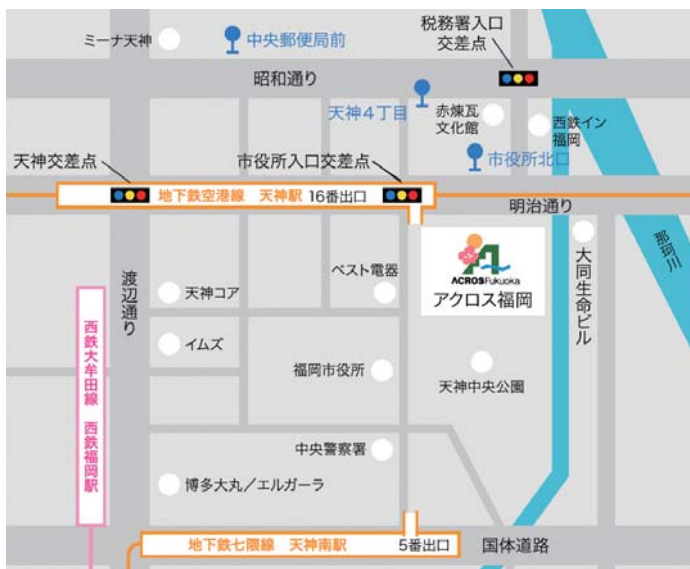 ミーナ天神
中央郵便局前
税務署入口
交差点
昭和通り
天神4丁目
赤煉瓦
文化館
西鉄イン
福岡
天神交差点
市役所入口交差点
市役所北口
地下鉄空港線 天神駅 16番出口
明治通り
那珂川
渡辺通り
天神コア
ベスト電器
ACROS Fukuoka
アクロス福岡
大同生命ビル
西鉄大牟田線 西鉄福岡駅
イムズ
福岡市役所
天神中央公園
中央警察署
博多大丸/エルガーラ
地下鉄七隈線 天神南駅 5番出口
国体道路